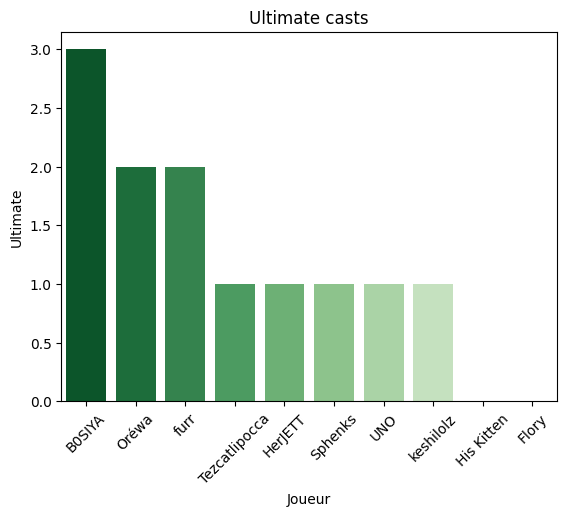 Ultimate casts
Ultimate
3.0
2.5
2.0
1.5
1.0
0.5
0.0
B0SIYA
Oréwa
furr
Tezcatlipocca
HerJETT
Sphenks
UNO
keshilolz
His Kitten
Flory
Joueur